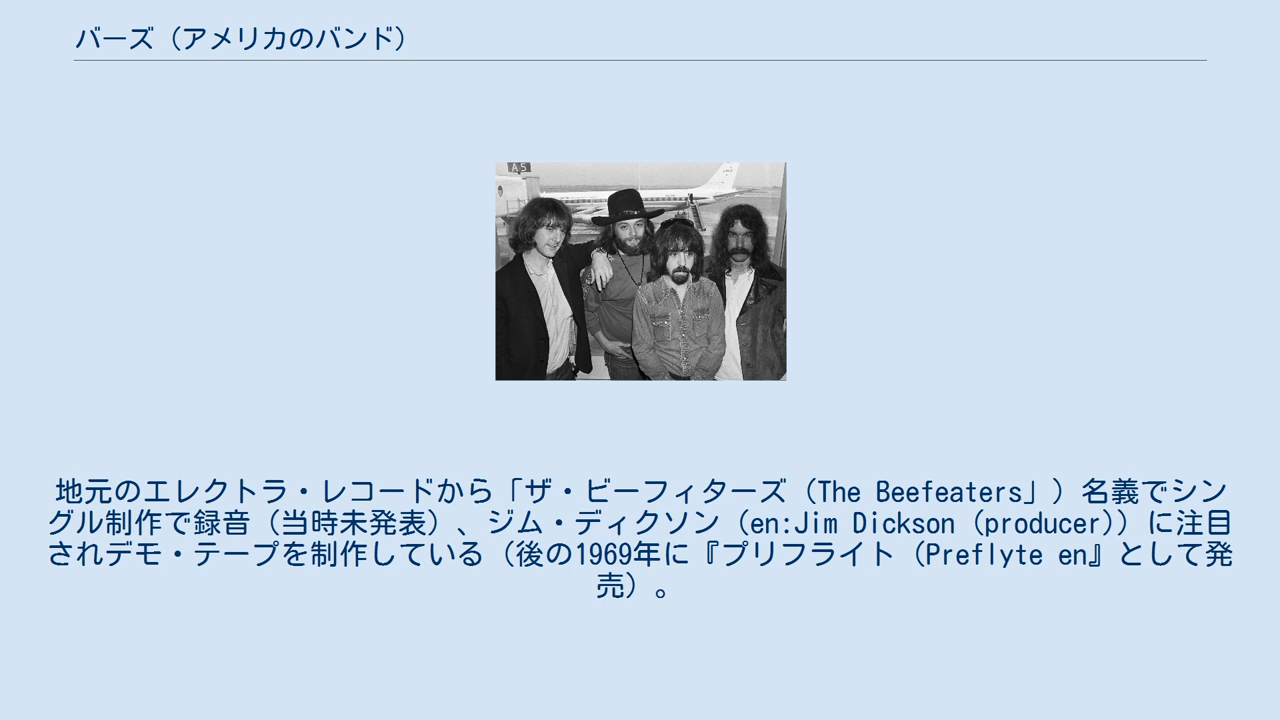 バーズ（アメリカのバンド）
A5
地元のエレクトラ・レコードから「ザ・ビーフィターズ（The Beefeaters」）名義でシン
グル制作で録音（当時未発表）、ジム・ディクソン（en:Jim Dickson (producer)）に注目
されデモ・テープを制作している（後の1969年に『プリフライト（Preflyte en』として発
売）。